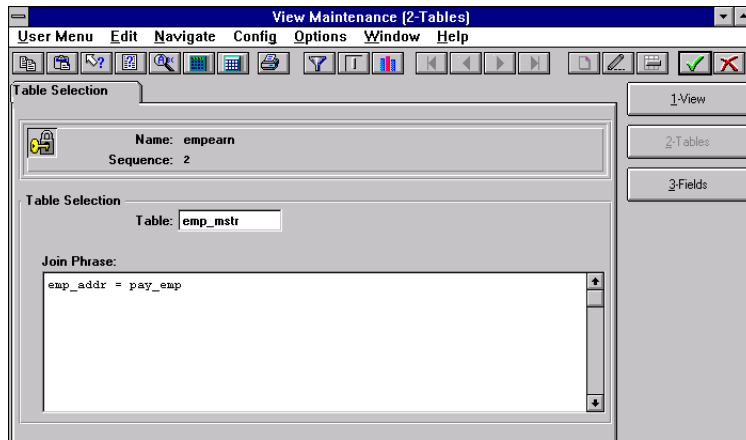 View Maintenance (2-Tables)
User Menu Edit Navigate Config Options Window Help
Table Selection
1-View
Name: empearn
Sequence: 2
2-Tables
3-Fields
Table Selection
Table: emp_mstr
Join Phrase:
emp_addr = pay_emp